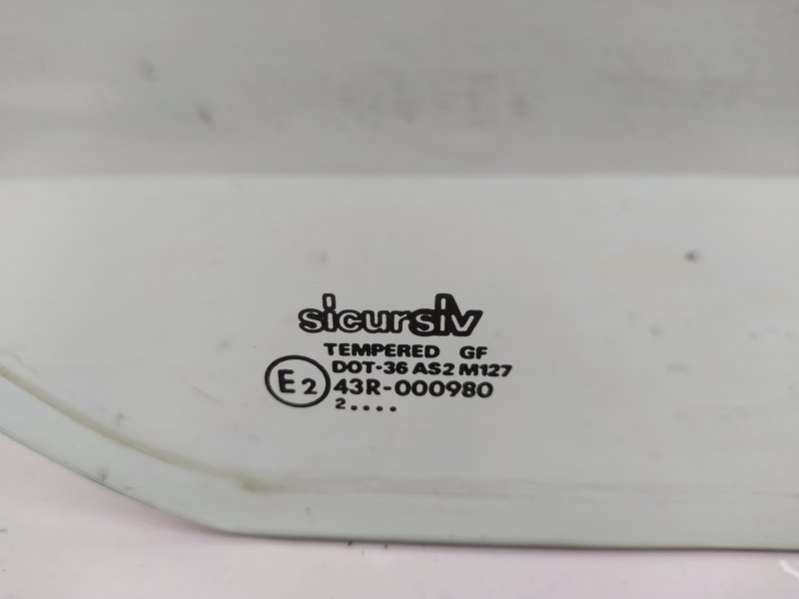 sicursiv
TEMPERED GF
DOT-36 AS2 M127
E2 43R-000980
2....